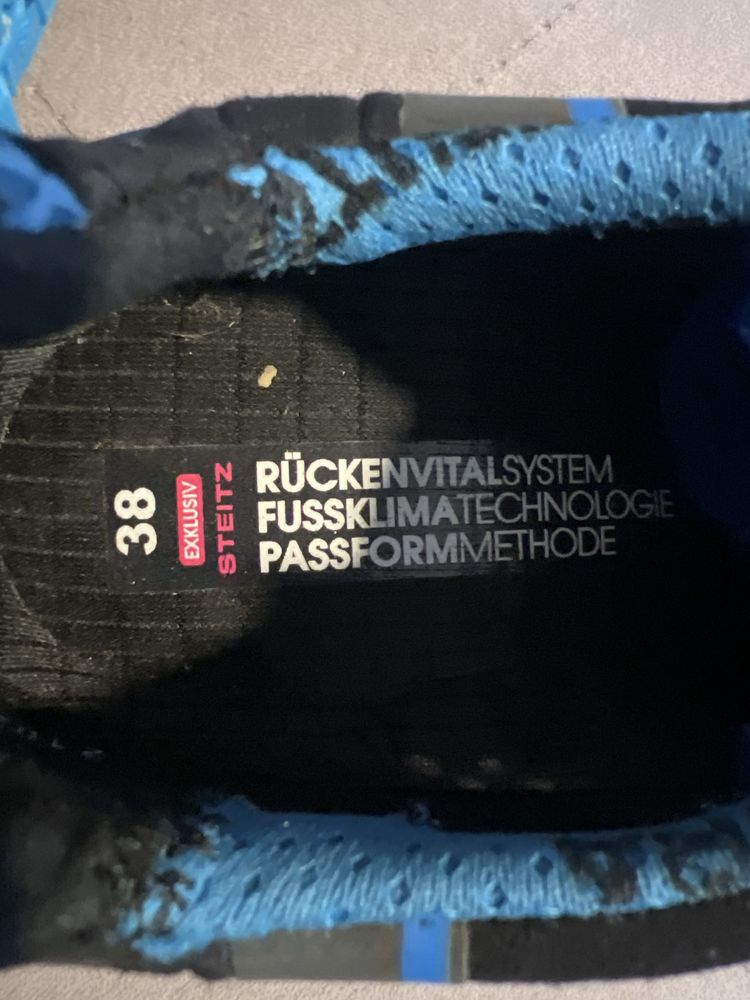 38
EXKLUSIV
STEITZ
RÜCKENVITALSYSTEM
FUSSKLIMATECHNOLOGIE
PASSFORMMETHODE